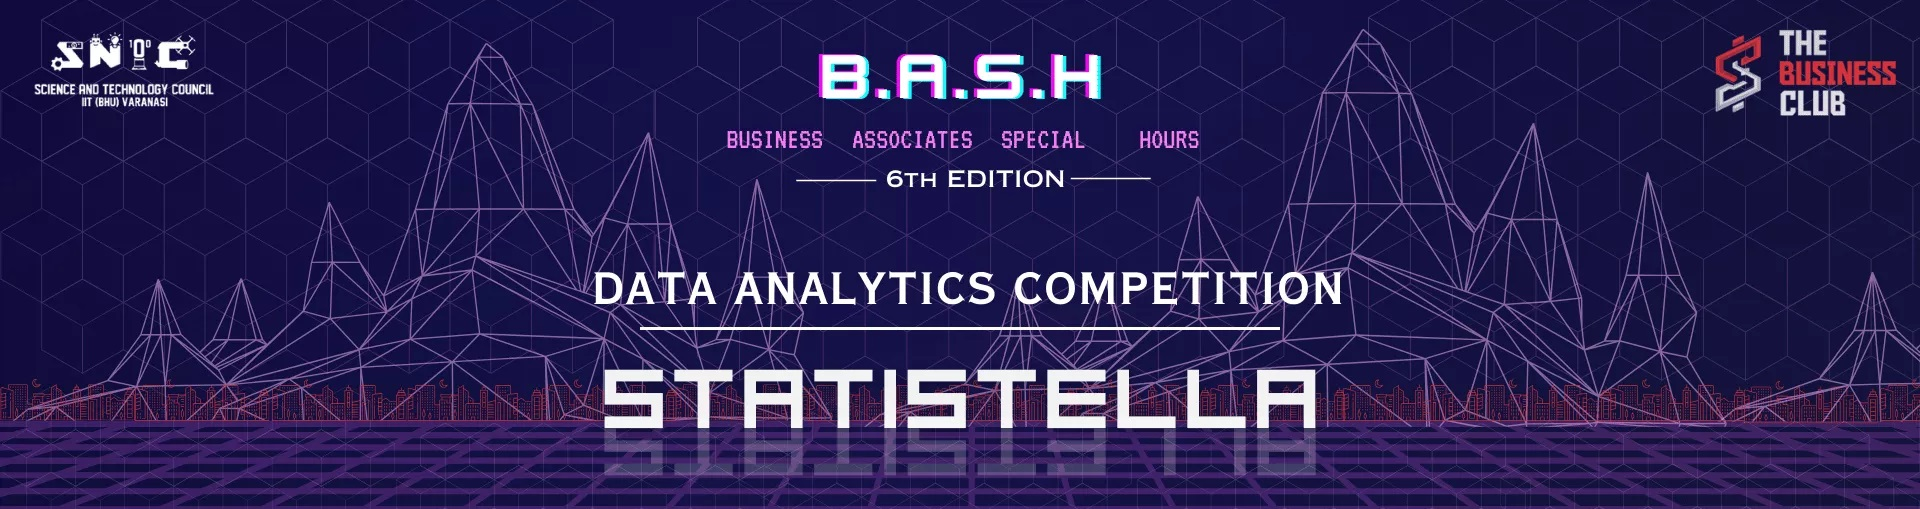 SNTC
SCIENCE AND TECHNOLOGY COUNCIL
IIT (BHU) VARANASI
B.A.S.H
BUSINESS ASSOCIATES SPECIAL HOURS
6TH EDITION
THE
BUSINESS
CLUB
DATA ANALYTICS COMPETITION
STATISTELLA